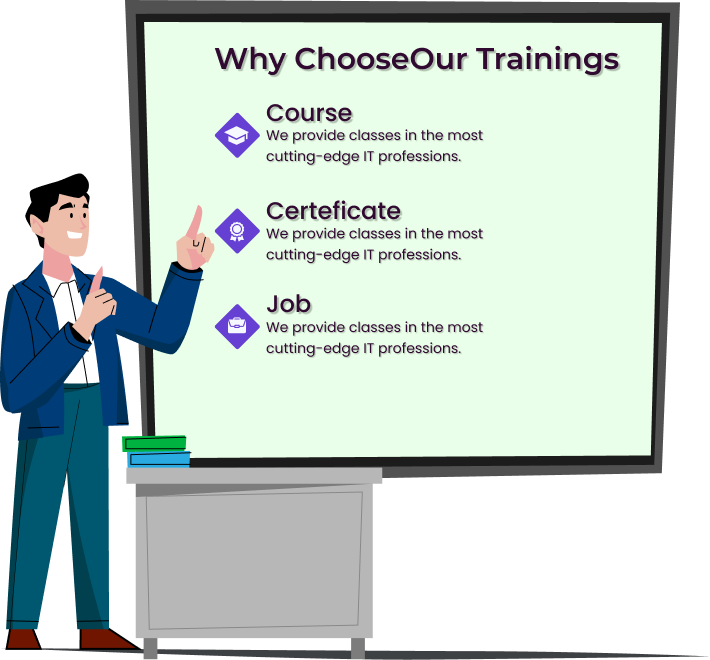 Why ChooseOur Trainings
Course
We provide classes in the most
cutting-edge IT professions.
Certeficate
We provide classes in the most
cutting-edge IT professions.
Job
We provide classes in the most
cutting-edge IT professions.